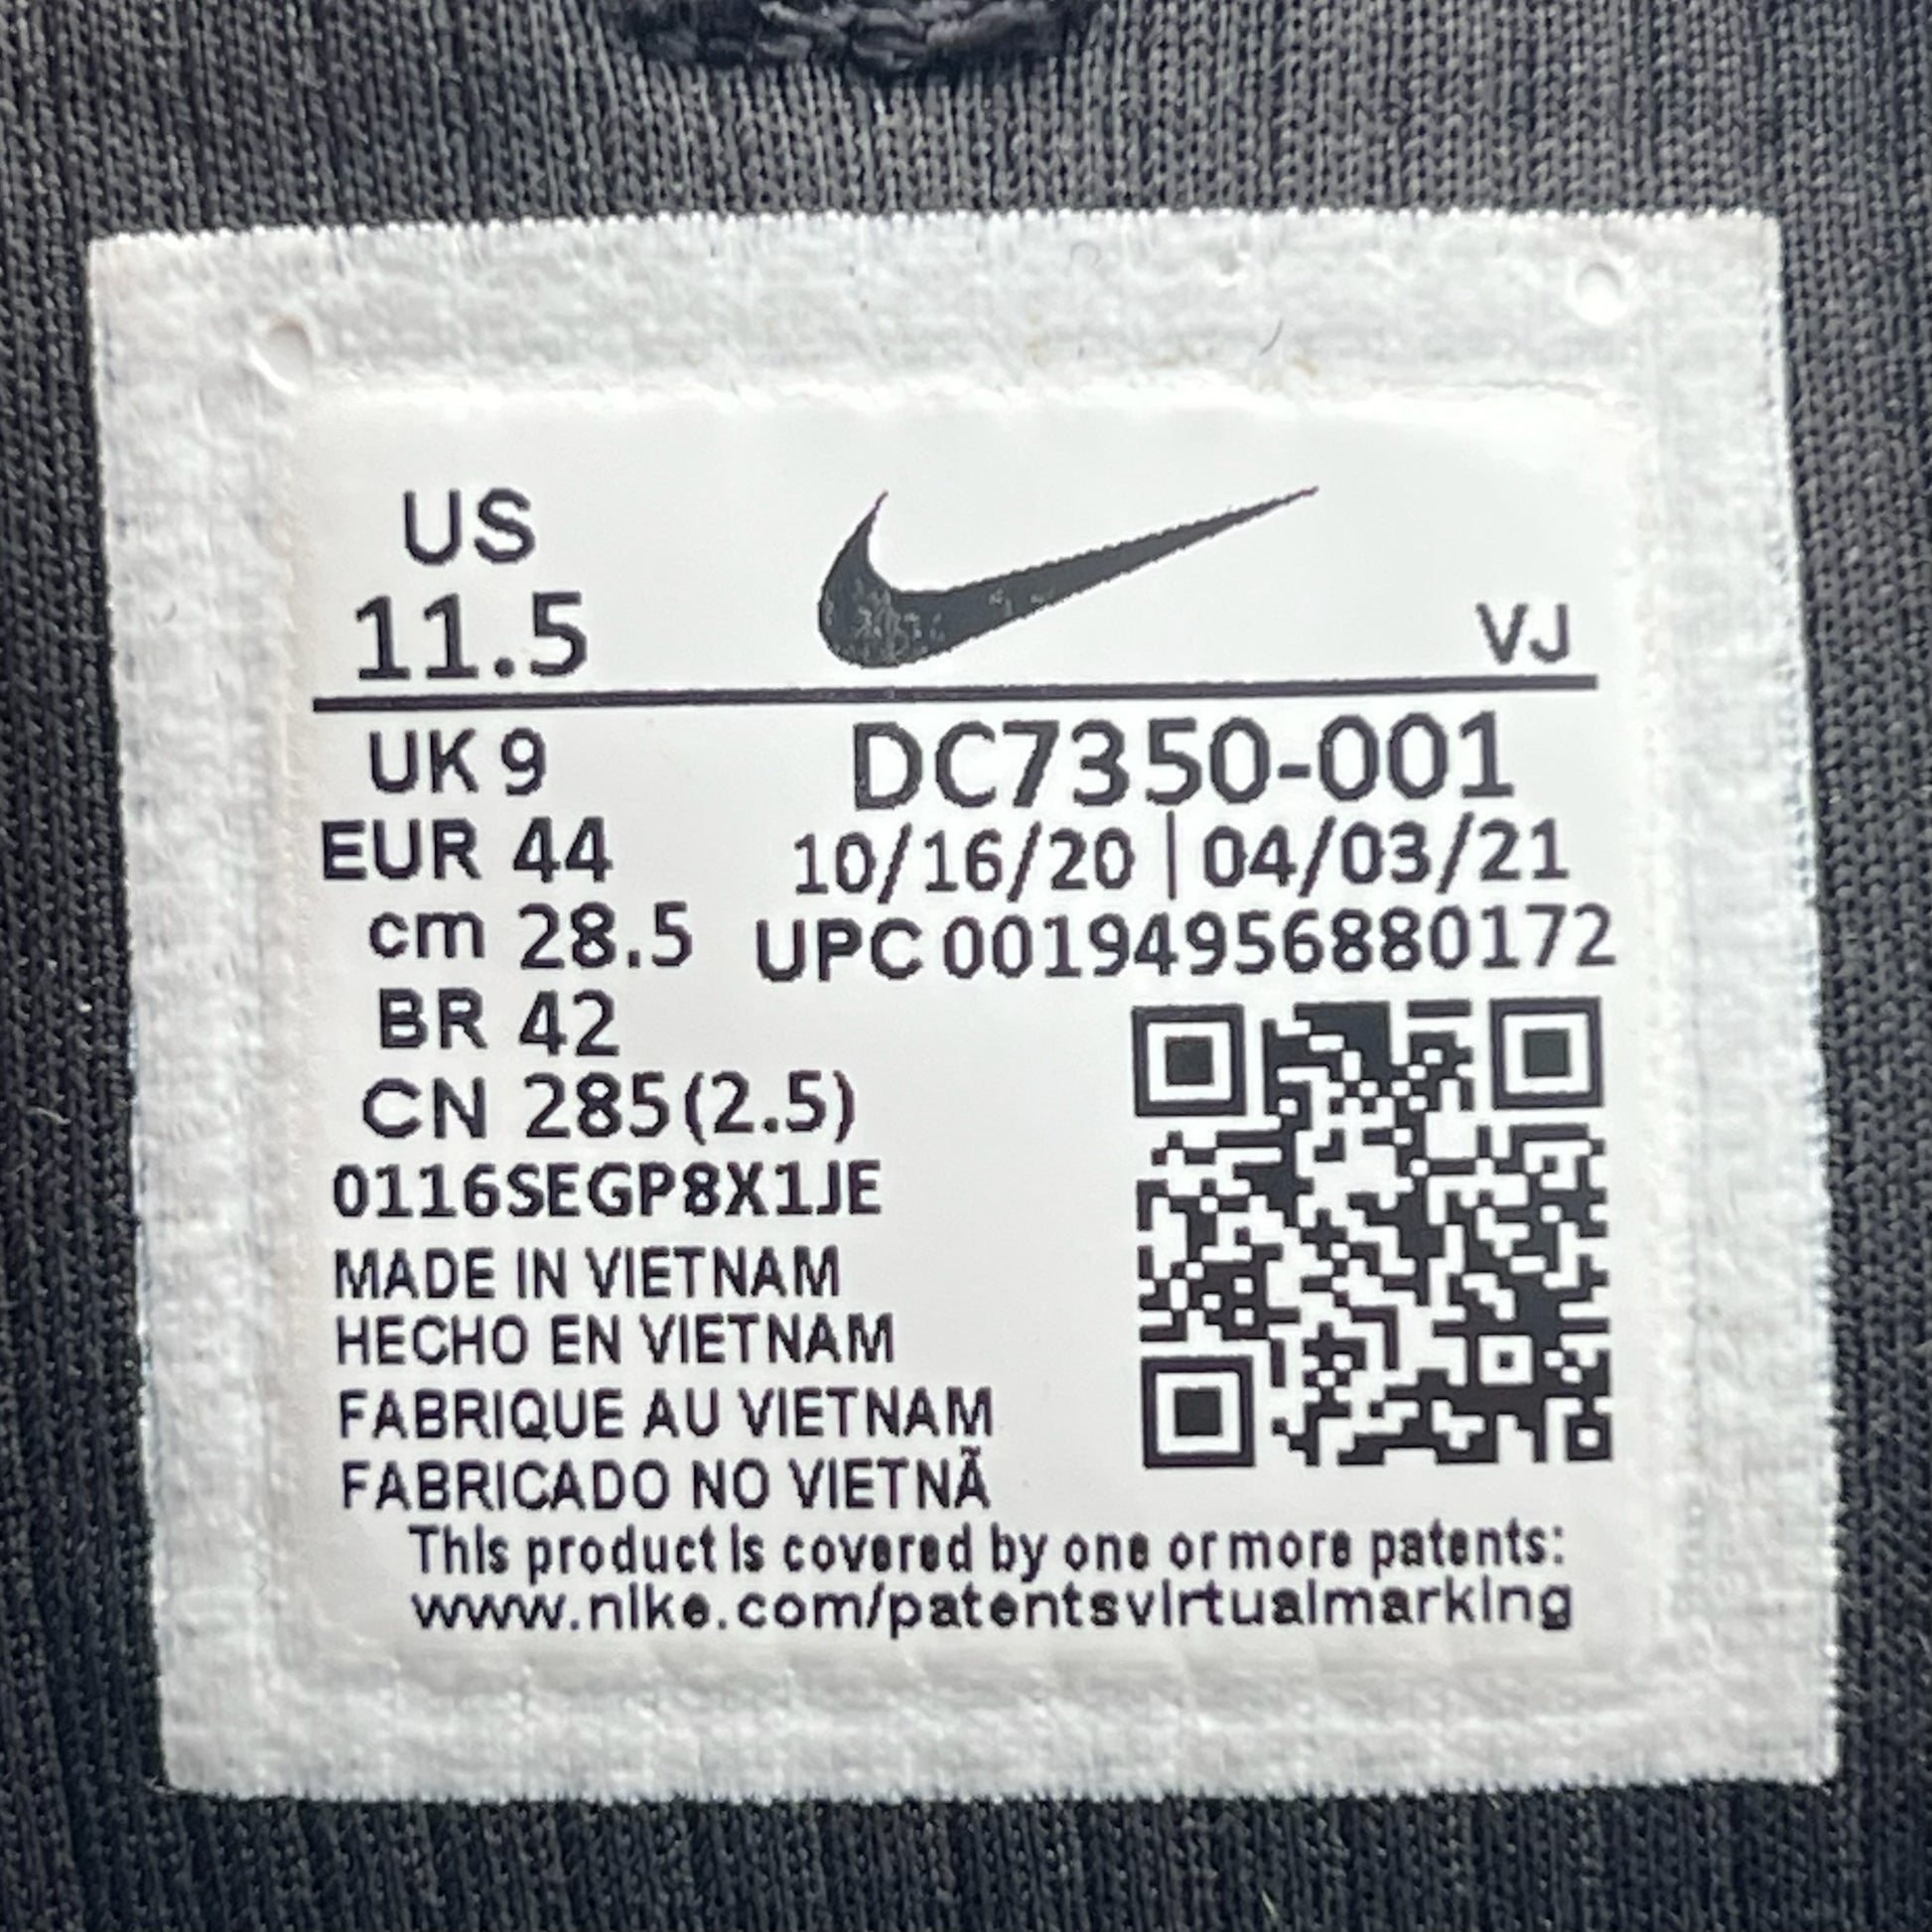 US
11.5
VJ
UK 9
DC7350-001
EUR 44
10/16/20 | 04/03/21
cm 28.5
UPC 00194956880172
BR 42
CN 285(2.5)
0116SEGP8X1JE
MADE IN VIETNAM
HECHO EN VIETNAM
FABRIQUE AU VIETNAM
FABRICADO NO VIETNÃ
This product is covered by one or more patents:
www.nike.com/patentsvirtualmarking